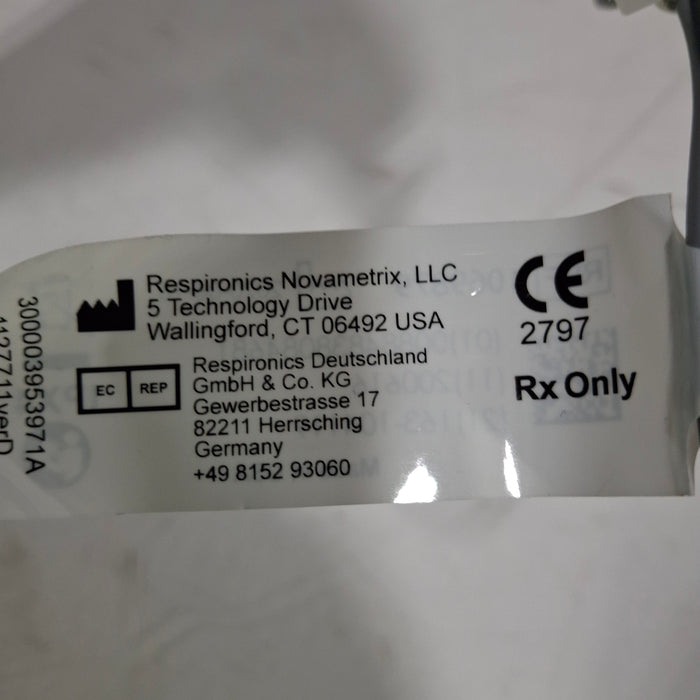 Respironics Novametrix, LLC
5 Technology Drive
Wallingford, CT 06492 USA
EC REP
Respironics Deutschland
GmbH & Co. KG
Gewerbestrasse 17
82211 Herrsching
Germany
+49 8152 93060
CE
2797
Rx Only
300003953971A
4127711verD